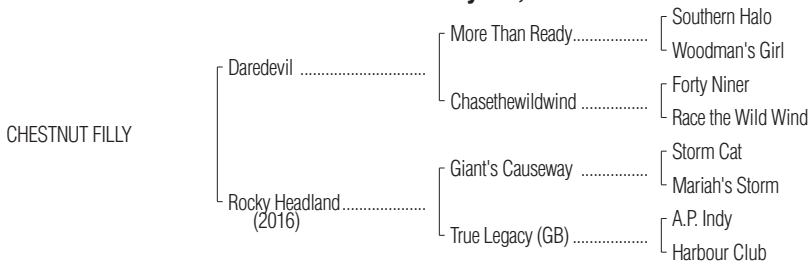 Southern Halo
More Than Ready.................
Woodman's Girl
Daredevil ..............................
Forty Niner
Chasethewildwind ...............
Race the Wild Wind
CHESTNUT FILLY
Storm Cat
Giant's Causeway ................
Mariah's Storm
Rocky Headland....................
(2016)
A.P. Indy
True Legacy (GB) .................
Harbour Club